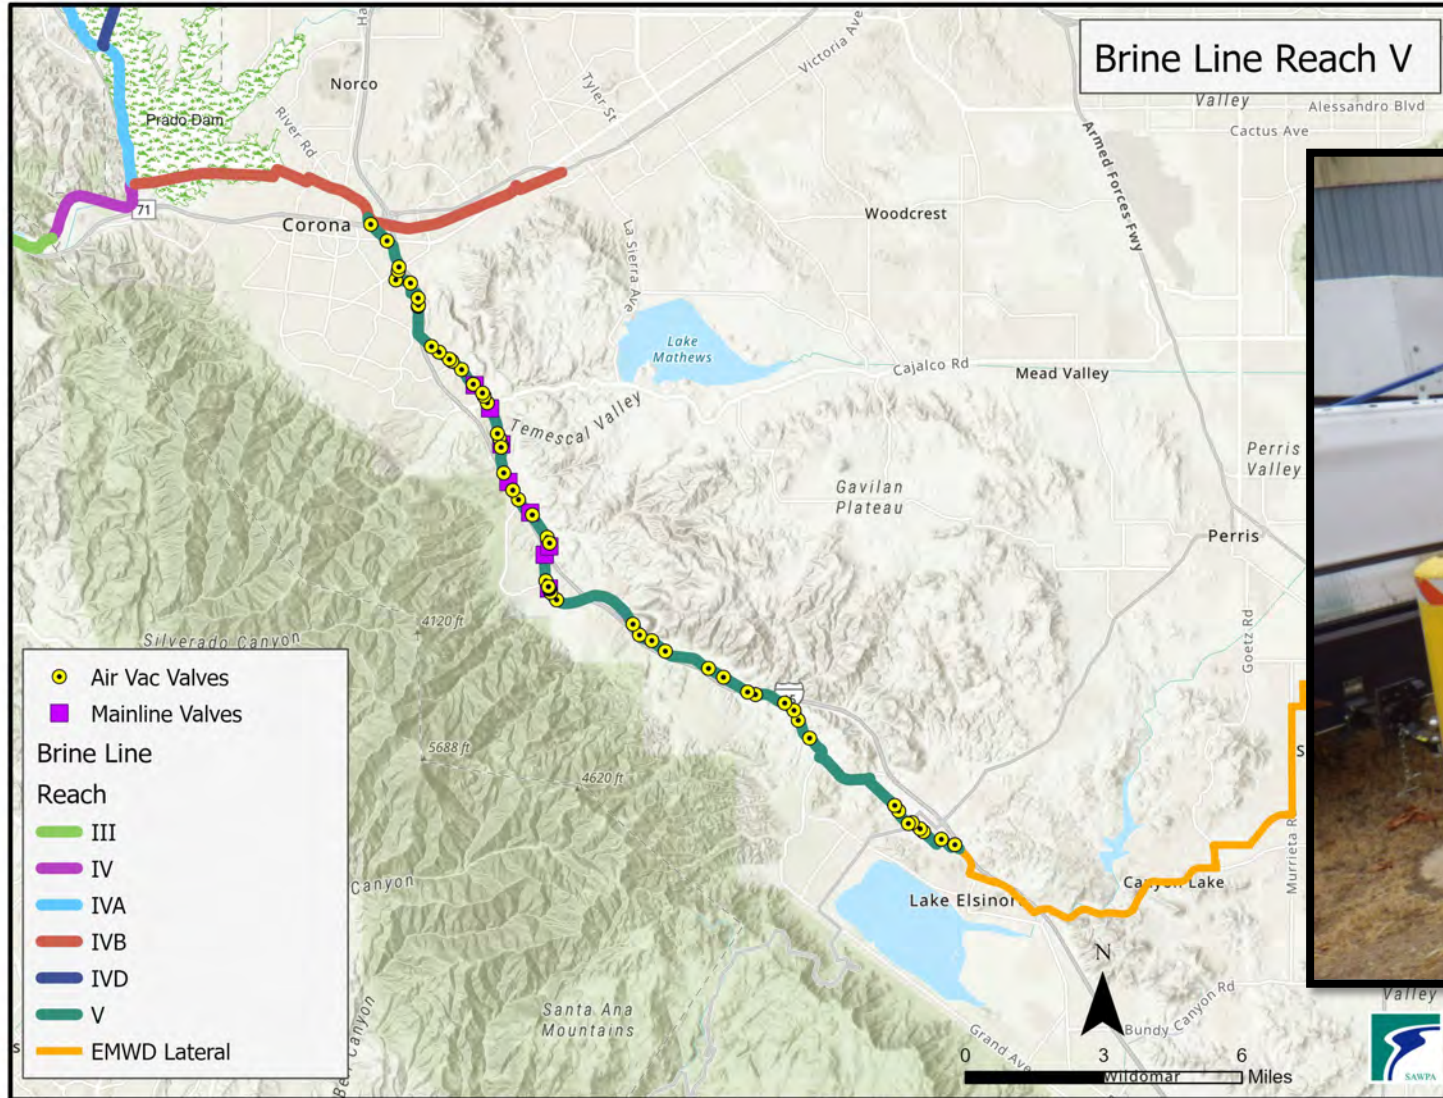 Brine Line Reach V
Norco
Prado Dam
River Rd
Tyler St
Victoria Ave
Valley
Alessandro Blvd
Cactus Ave
Armed Forces Fwy
71
Corona
La Sierra Ave
Woodcrest
Lake
Mathews
Cajalco Rd
Mead Valley
Temescal Valley
Perris
Valley
Gavilan
Plateau
Perris
Silverado Canyon
4120 ft
Goetz Rd
5688 ft
4620 ft
Canyon
Murrieta R
Canyon Lake
Lake Elsinor
Santa Ana
Mountains
Grand Ave
Bundy Canyon Rd
Valley
Wildomar
Air Vac Valves
Mainline Valves
Brine Line
Reach
III
IV
IVA
IVB
IVD
V
EMWD Lateral
N
0 3 6
Miles
SAWPA